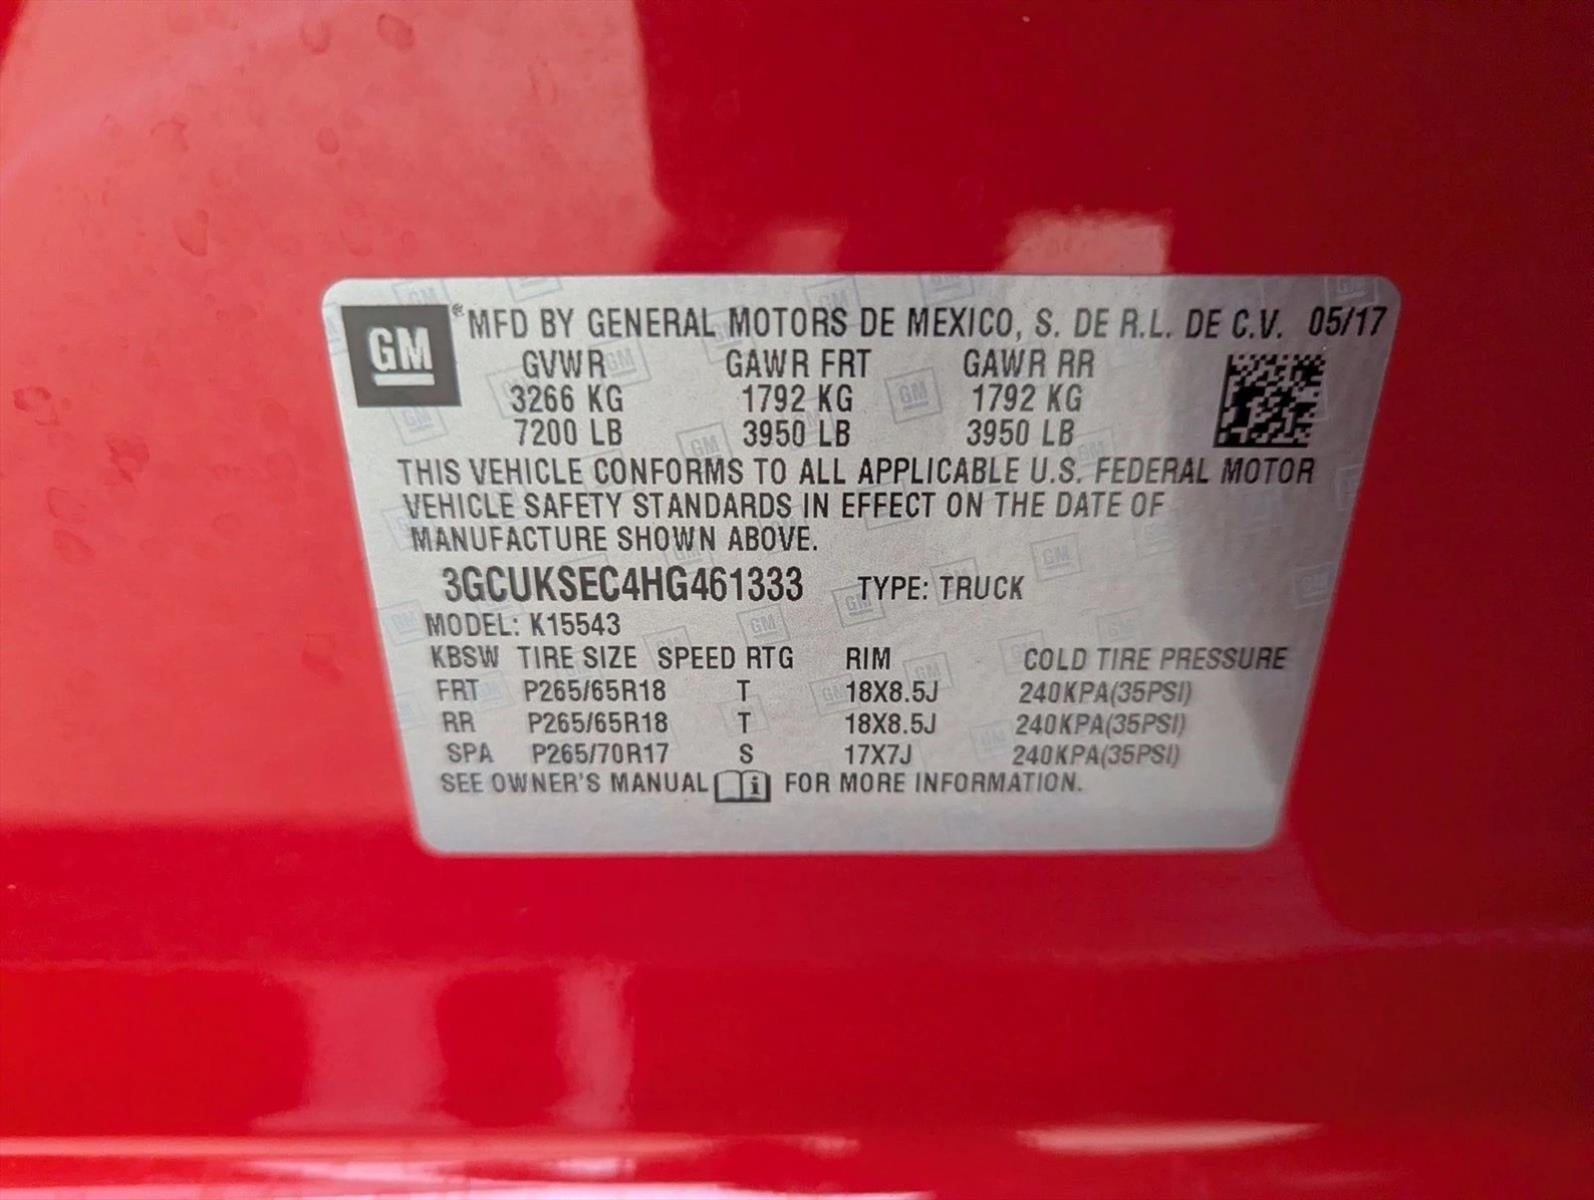 GM ® MFD BY GENERAL MOTORS DE MEXICO, S. DE R.L. DE C.V. 05/17
GVWR GAWR FRT GAWR RR
3266 KG 1792 KG 1792 KG
7200 LB 3950 LB 3950 LB
THIS VEHICLE CONFORMS TO ALL APPLICABLE U.S. FEDERAL MOTOR
VEHICLE SAFETY STANDARDS IN EFFECT ON THE DATE OF
MANUFACTURE SHOWN ABOVE.
3GCUKSEC4HG461333 TYPE: TRUCK
MODEL: K15543
KBSW TIRE SIZE SPEED RTG RIM COLD TIRE PRESSURE
FRT P265/65R18 T 18X8.5J 240KPA(35PSI)
RR P265/65R18 T 18X8.5J 240KPA(35PSI)
SPA P265/70R17 S 17X7J 240KPA(35PSI)
SEE OWNER'S MANUAL FOR MORE INFORMATION.